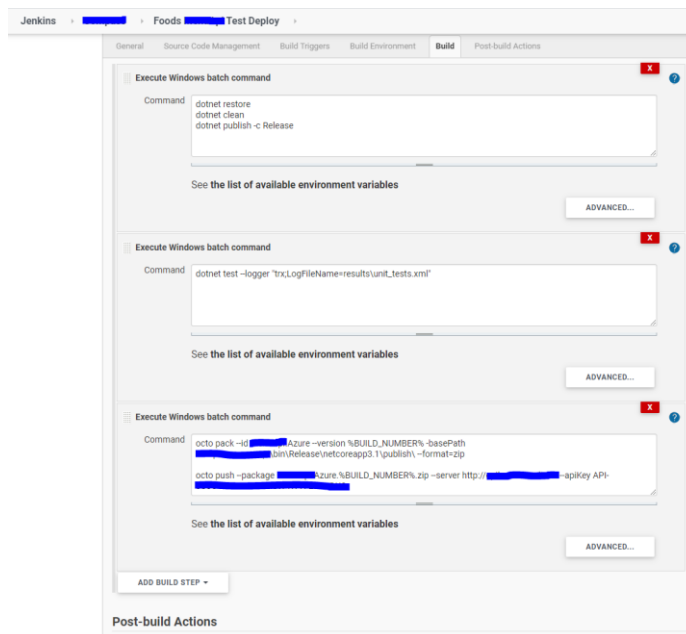 Jenkins › › Foods Test Deploy ›
General Source Code Management Build Triggers Build Environment Build Post-build Actions
Execute Windows batch command
X
?
Command
dotnet restore
dotnet clean
dotnet publish -c Release
See the list of available environment variables
ADVANCED...
Execute Windows batch command
X
?
Command
dotnet test –logger "trx;LogFileName=results\unit_tests.xml"
See the list of available environment variables
ADVANCED...
Execute Windows batch command
X
?
Command
octo pack –id Azure –version %BUILD_NUMBER% -basePath
\bin\Release\netcoreapp3.1\publish\ –format=zip
octo push –package Azure.%BUILD_NUMBER%.zip –server http:// –apiKey API-
See the list of available environment variables
ADVANCED...
ADD BUILD STEP
Post-build Actions